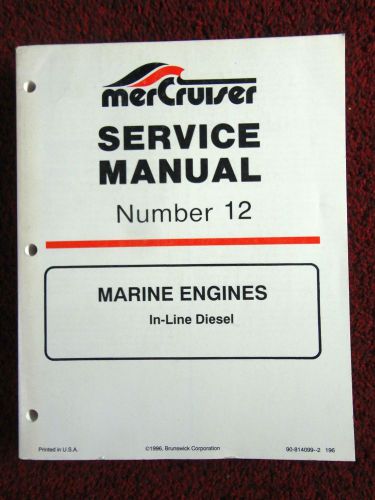 merCruiser
SERVICE
MANUAL
Number 12
MARINE ENGINES
In-Line Diesel
Printed in U.S.A.
©1996, Brunswick Corporation
90-814099--2 196